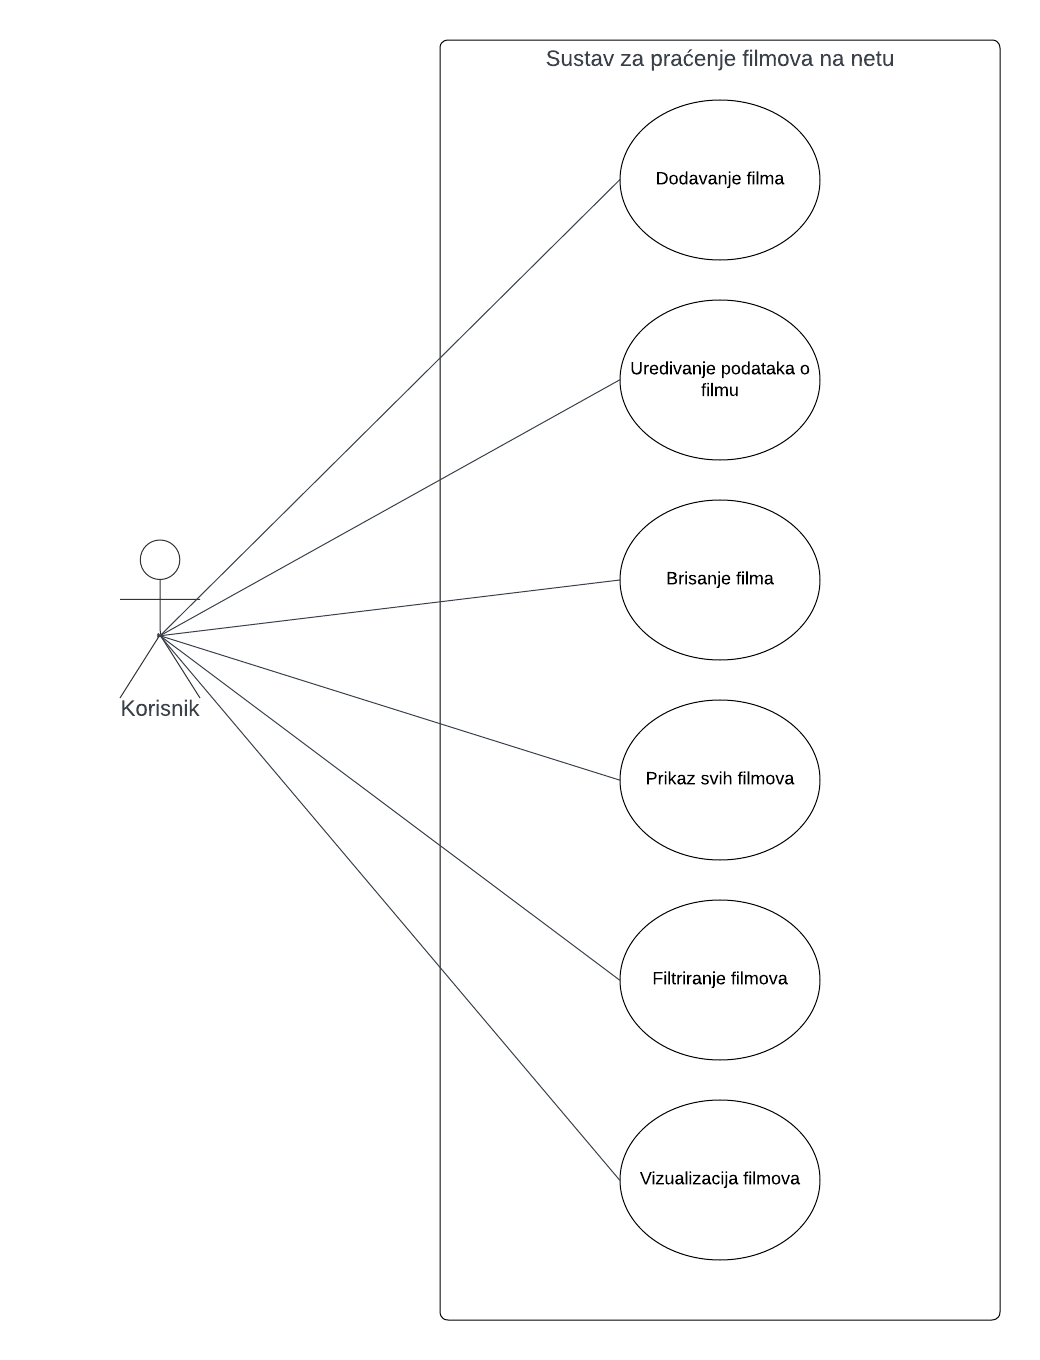 Sustav za praćenje filmova na netu
Dodavanje filma
Uredivanje podataka o
filmu
Brisanje filma
Korisnik
Prikaz svih filmova
Filtriranje filmova
Vizualizacija filmova